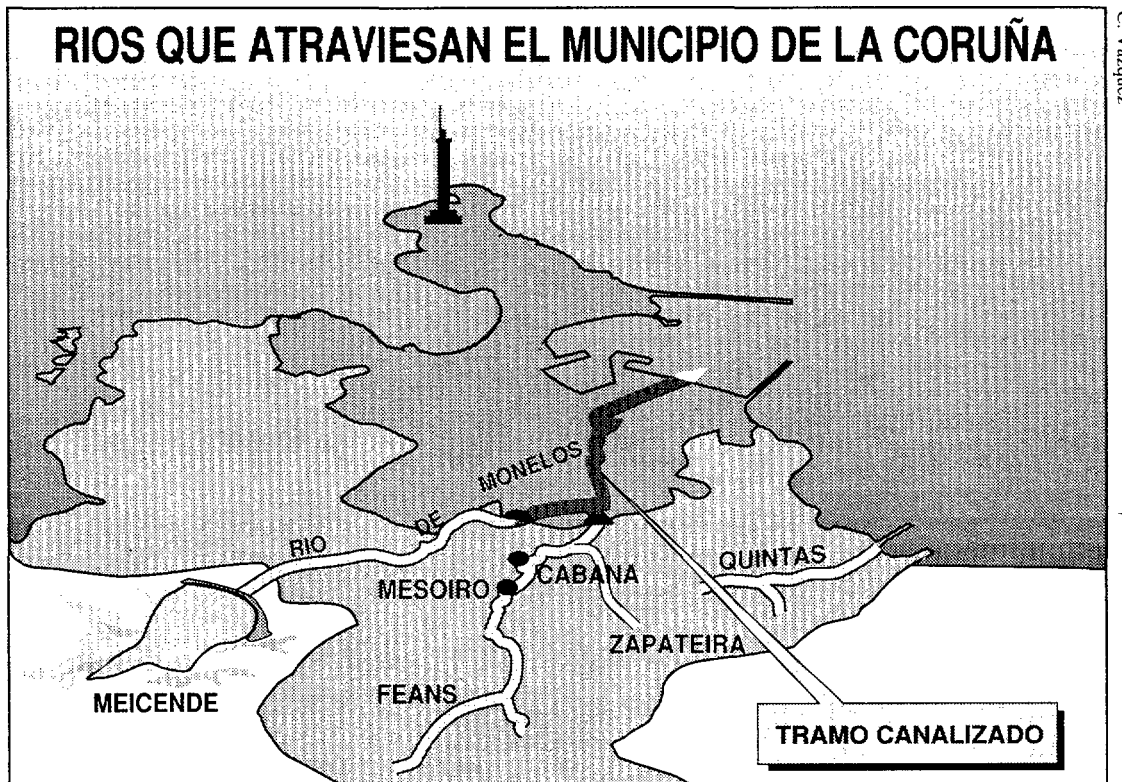 RIOS QUE ATRAVIESAN EL MUNICIPIO DE LA CORUÑA
RIO DE MONELOS
QUINTAS
CABANA
MESOIRO
ZAPATEIRA
MEICENDE
FEANS
TRAMO CANALIZADO